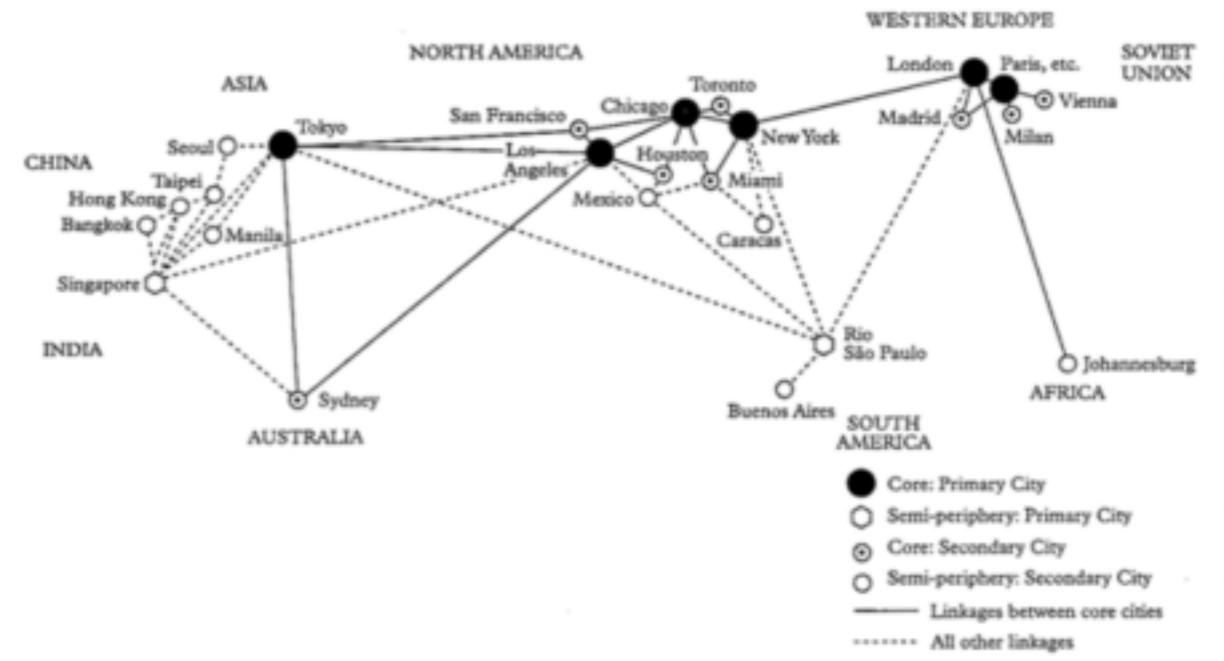 WESTERN EUROPE
NORTH AMERICA
SOVIET
UNION
ASIA
London
Paris, etc.
Toronto
Chicago
San Francisco
Vienna
Madrid
Milan
Tokyo
New York
Seoul
Los
Angeles
Houston
CHINA
Taipei
Miami
Hong Kong
Mexico
Bangkok
Manila
Caracas
Singapore
Rio
São Paulo
INDIA
Johannesburg
AFRICA
Sydney
Buenos Aires
AUSTRALIA
SOUTH
AMERICA
Core: Primary City
Semi-periphery: Primary City
Core: Secondary City
Semi-periphery: Secondary City
Linkages between core cities
All other linkages